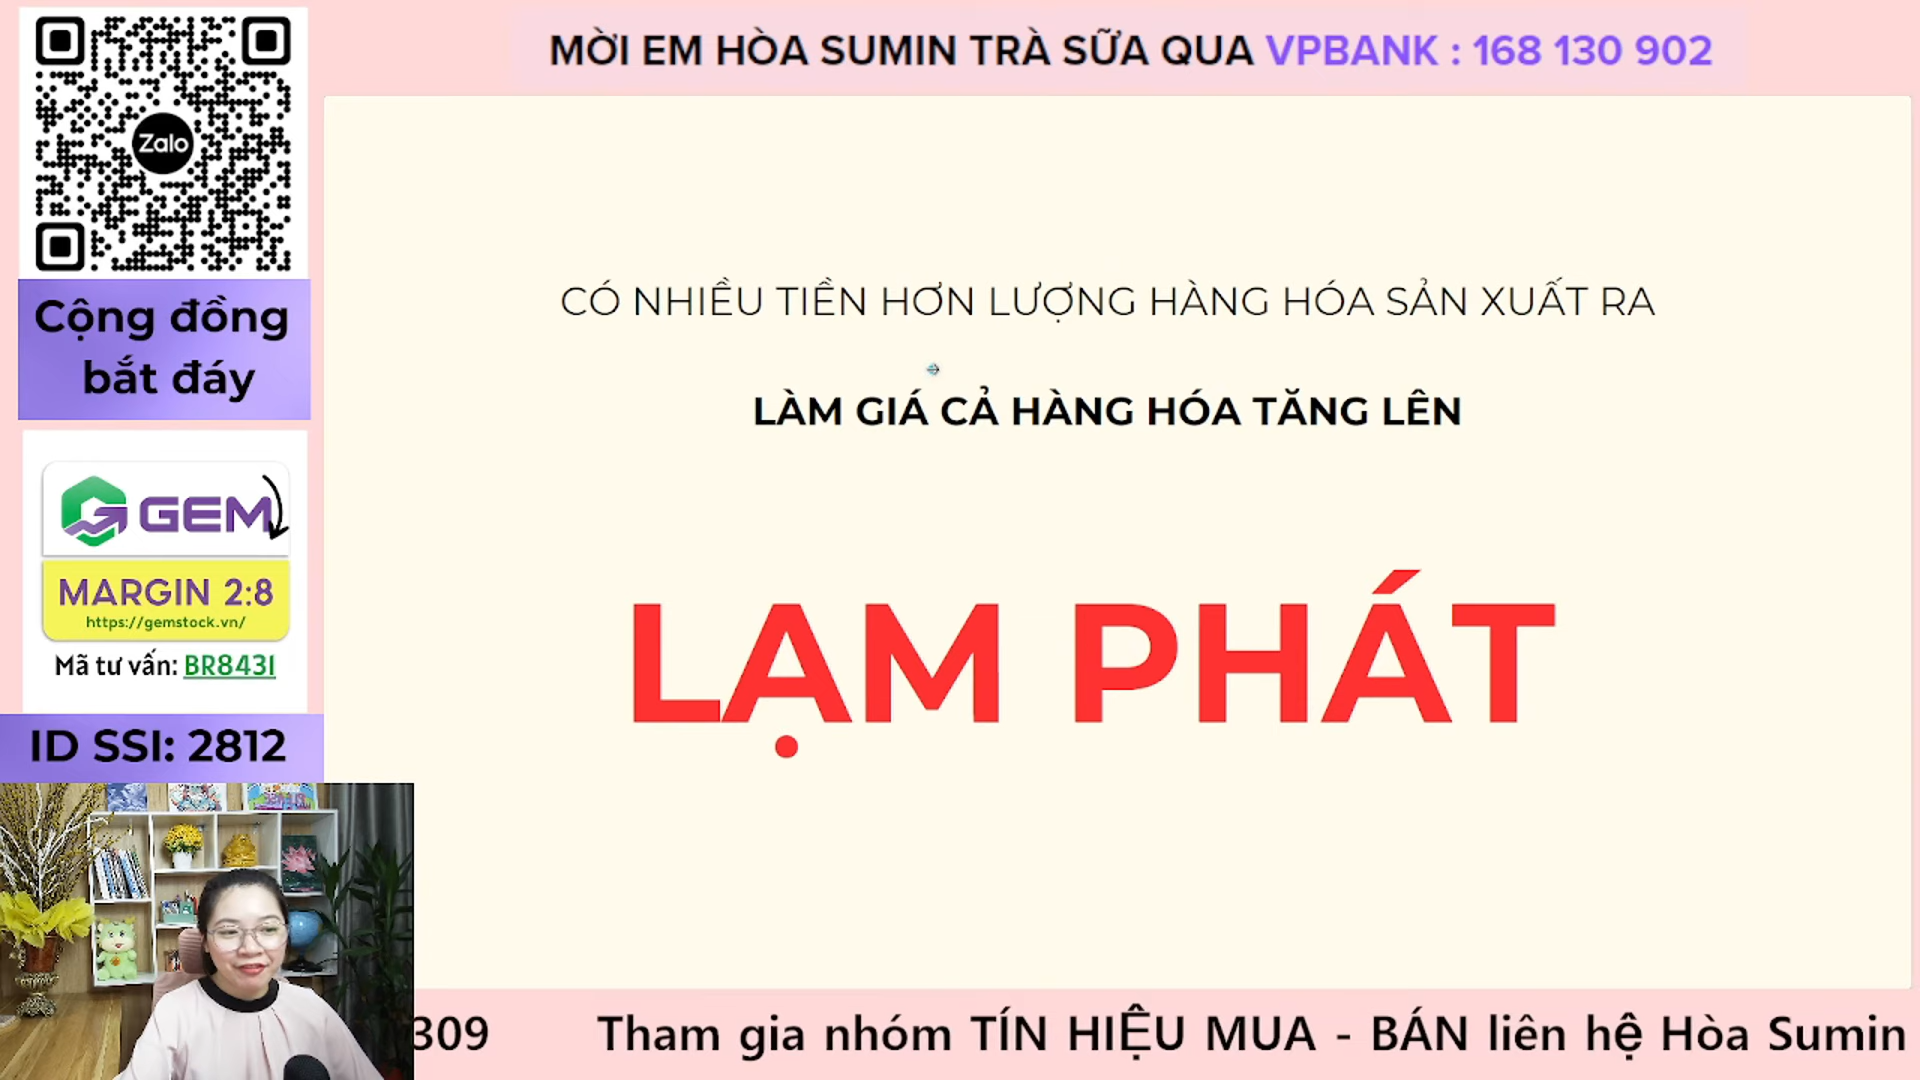 MỜI EM HÒA SUMIN TRÀ SỮA QUA VPBANK : 168 130 902
Zalo
Cộng đồng
bắt đáy
GEM
MARGIN 2:8
https://gemstock.vn/
Mã tư vấn: BR843I
ID SSI: 2812
CÓ NHIỀU TIỀN HƠN LƯỢNG HÀNG HÓA SẢN XUẤT RA
LÀM GIÁ CẢ HÀNG HÓA TĂNG LÊN
LẠM PHÁT
309 Tham gia nhóm TÍN HIỆU MUA - BÁN liên hệ Hòa Sumin